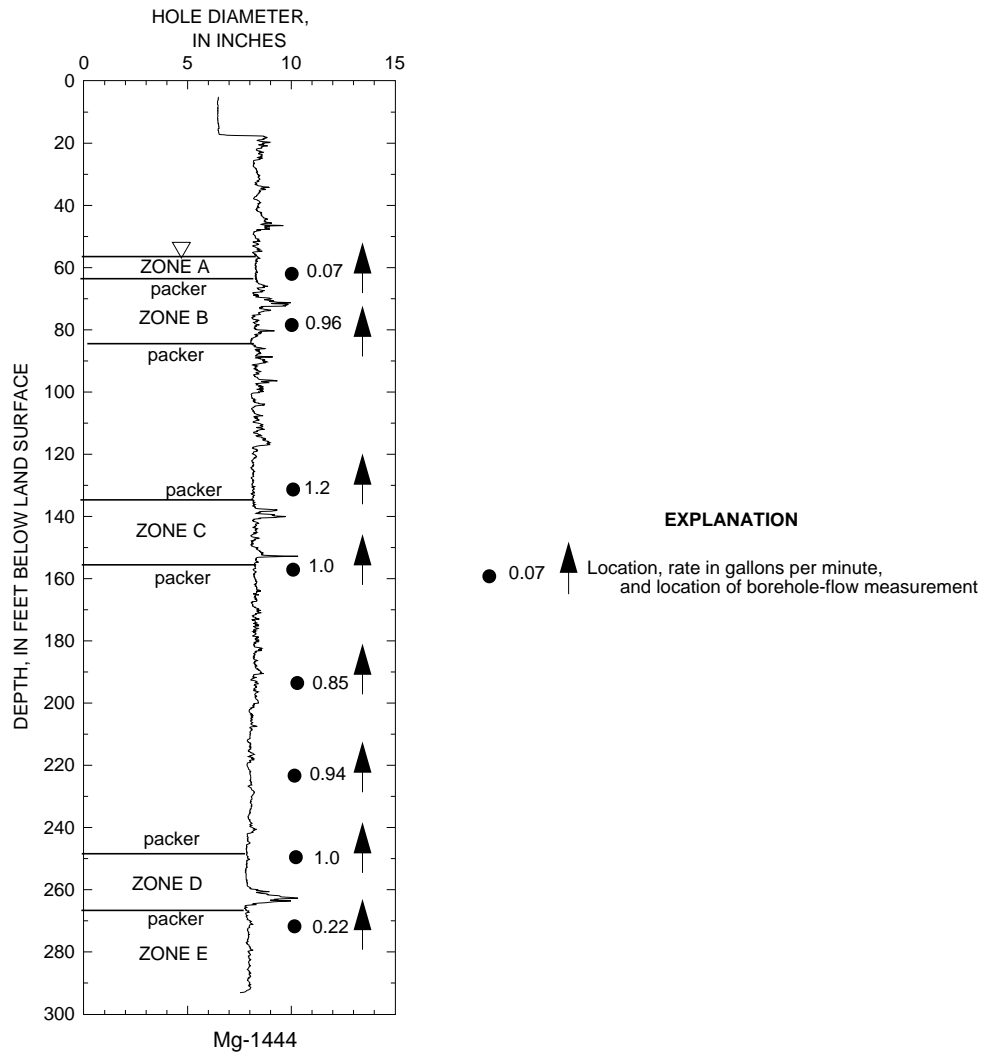 HOLE DIAMETER,
IN INCHES
0 5 10 15
0
20
40
60
80
100
120
140
160
180
200
220
240
260
280
300
DEPTH, IN FEET BELOW LAND SURFACE
ZONE A
packer
ZONE B
packer
packer
ZONE C
packer
packer
ZONE D
packer
ZONE E
0.07
0.96
1.2
1.0
0.85
0.94
1.0
0.22
Mg-1444
EXPLANATION
0.07 Location, rate in gallons per minute,
and location of borehole-flow measurement